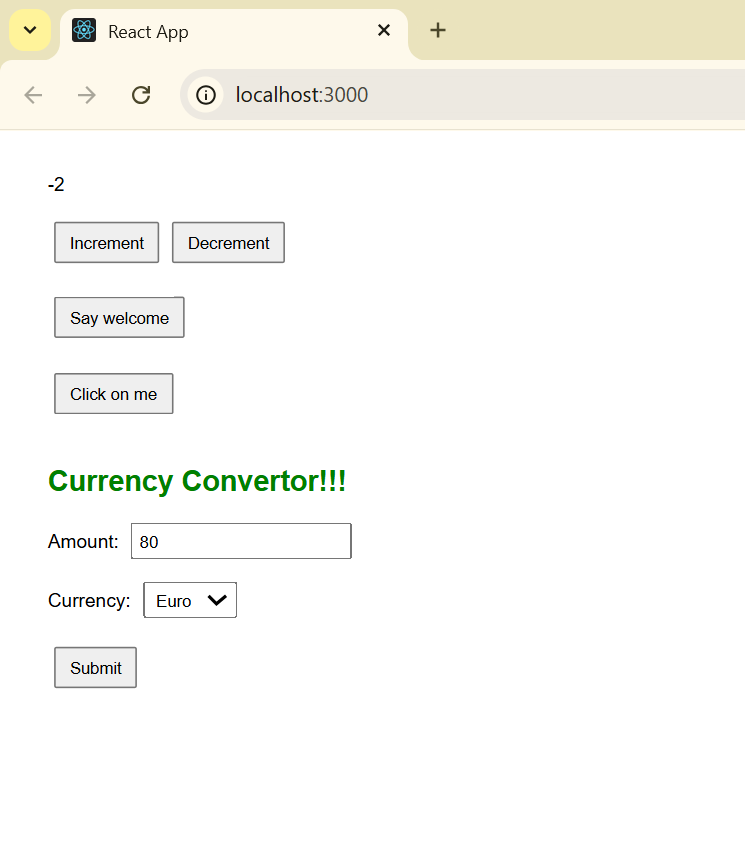 React App
localhost:3000
-2
Increment Decrement
Say welcome
Click on me
Currency Convertor!!!
Amount: 80
Currency: Euro
Submit